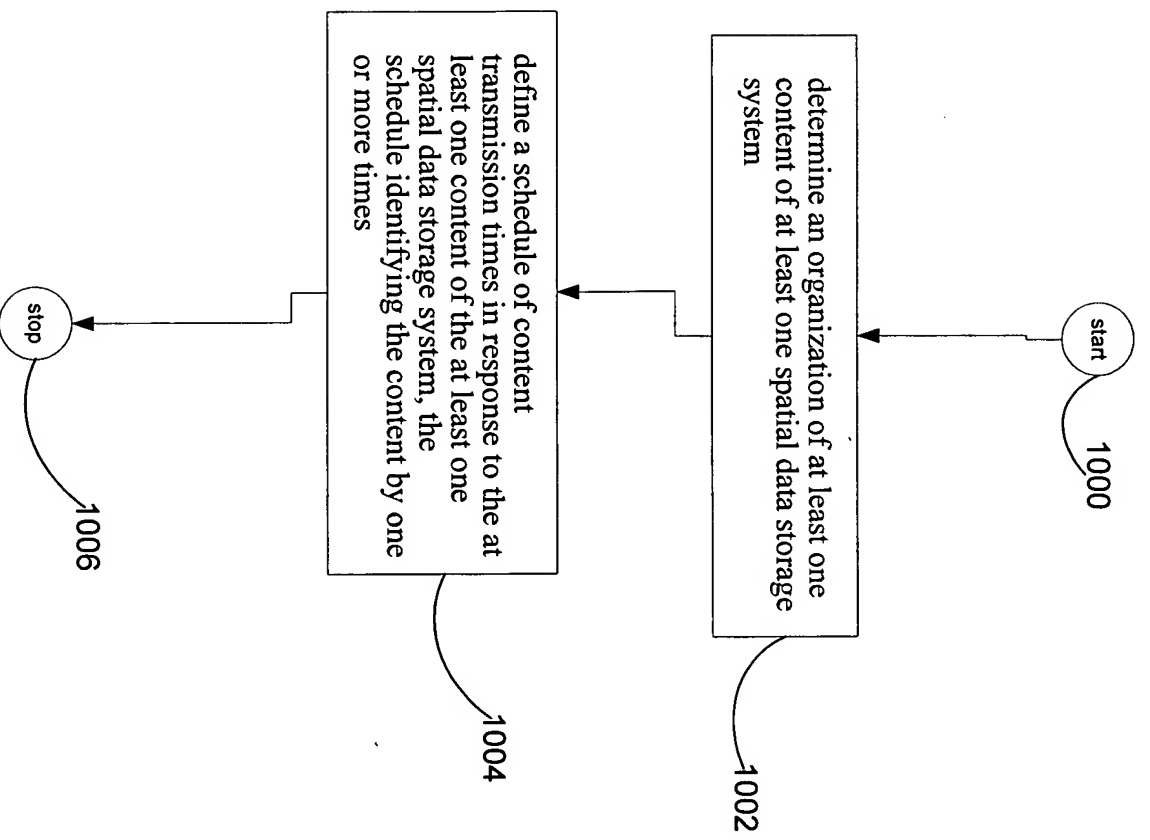 start
1000
determine an organization of at least one
content of at least one spatial data storage
system
1002
define a schedule of content
transmission times in response to the at
least one content of the at least one
spatial data storage system, the
schedule identifying the content by one
or more times
1004
stop
1006